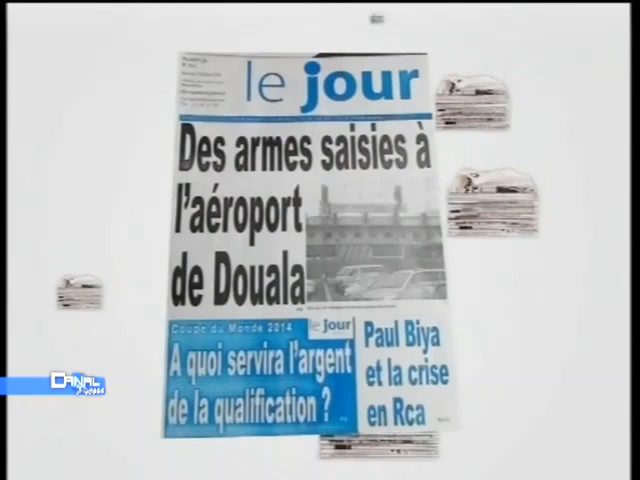 le jour
Des armes saisies à
l'aéroport
de Douala
Coupe du Monde 2014
le jour
A quoi servira l'argent
de la qualification ?
Paul Biya
et la crise
en Rca
CANAL
Presse